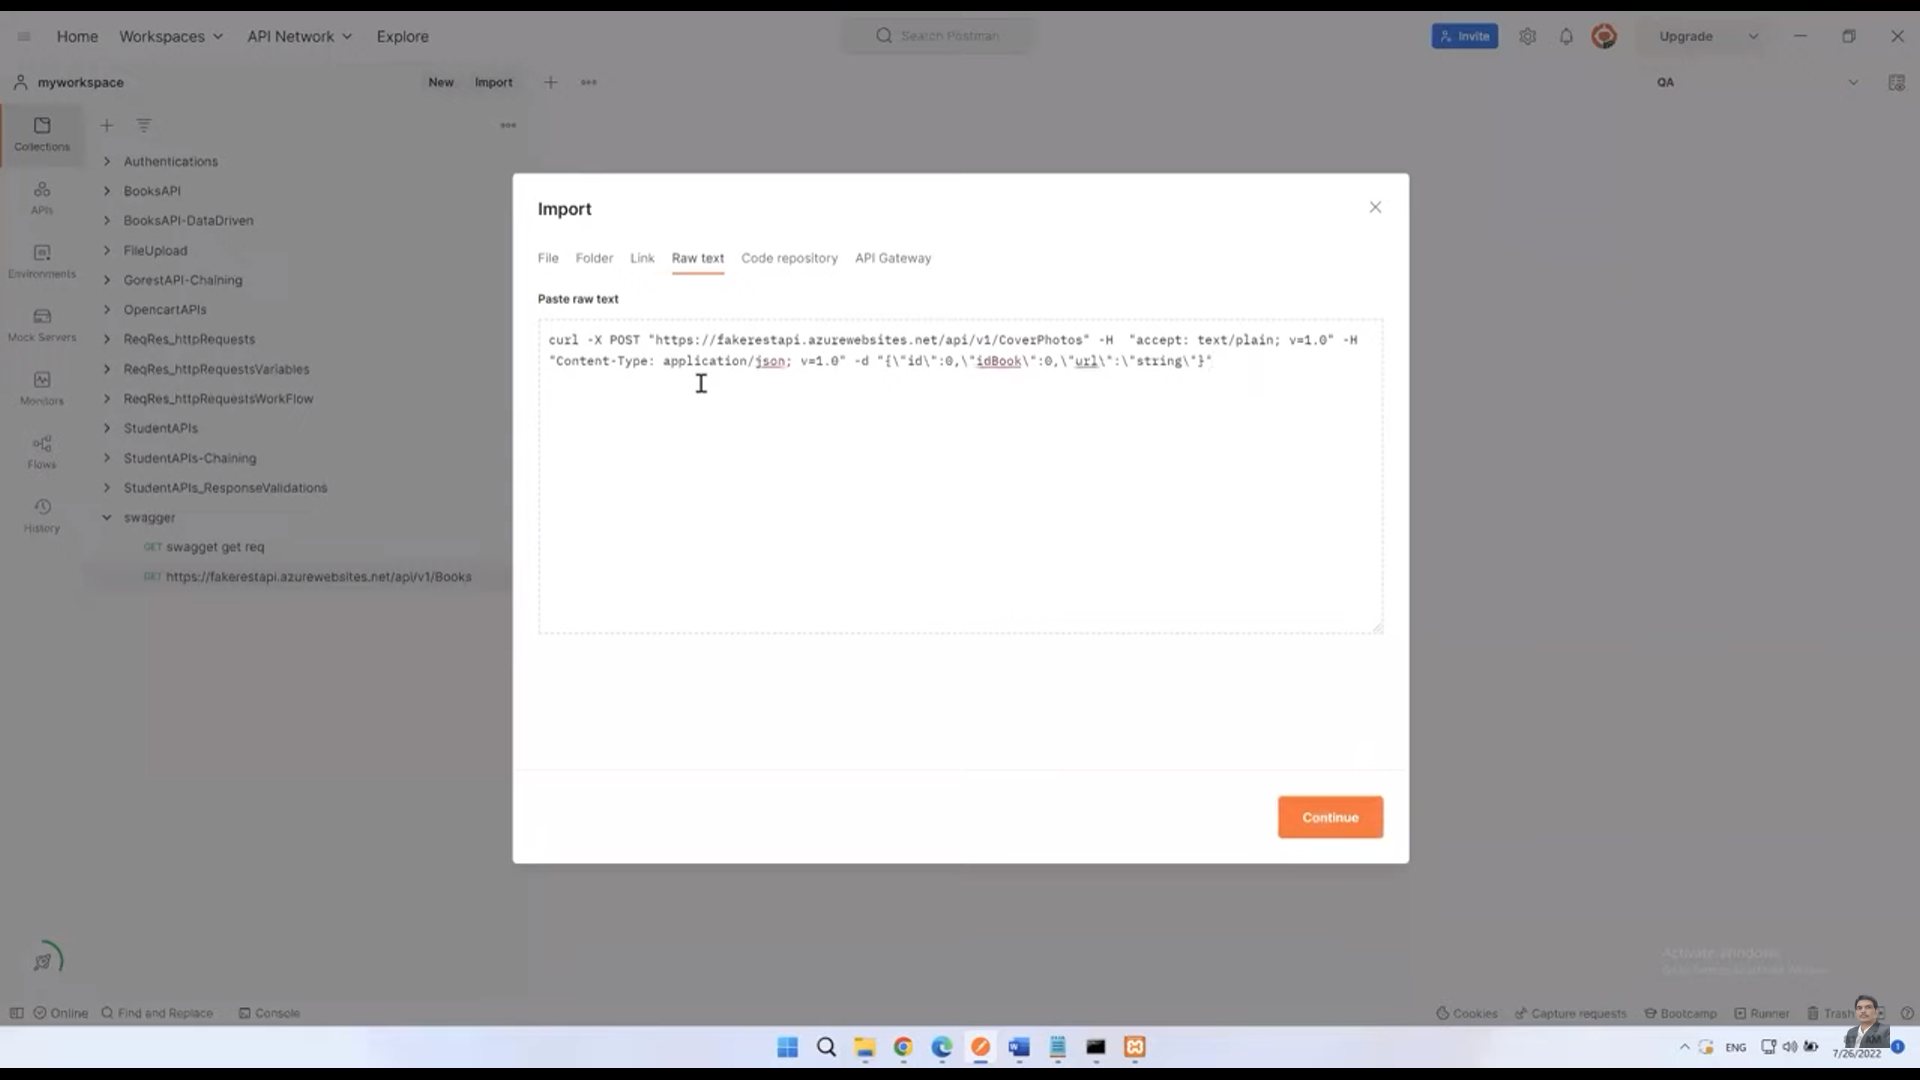 Home Workspaces API Network Explore Search Postman Invite Upgrade
myworkspace New Import QA
Collections
APIs
Environments
Mock Servers
Monitors
Flows
History
Authentications
BooksAPI
BooksAPI-DataDriven
FileUpload
GorestAPI-Chaining
OpencartAPIs
ReqRes_httpRequests
ReqRes_httpRequestsVariables
ReqRes_httpRequestsWorkFlow
StudentAPIs
StudentAPIs-Chaining
StudentAPIs_ResponseValidations
swagger
GET swagget get req
GET https://fakerestapi.azurewebsites.net/api/v1/Books
Import
File Folder Link Raw text Code repository API Gateway
Paste raw text
curl -X POST "https://fakerestapi.azurewebsites.net/api/v1/CoverPhotos" -H  "accept: text/plain; v=1.0" -H
"Content-Type: application/json; v=1.0" -d "{\"id\":0,\"idBook\":0,\"url\":\"string\"}"
Continue
Activate Windows
Online Find and Replace Console Cookies Capture requests Bootcamp Runner Trash
ENG
7/26/2022 1